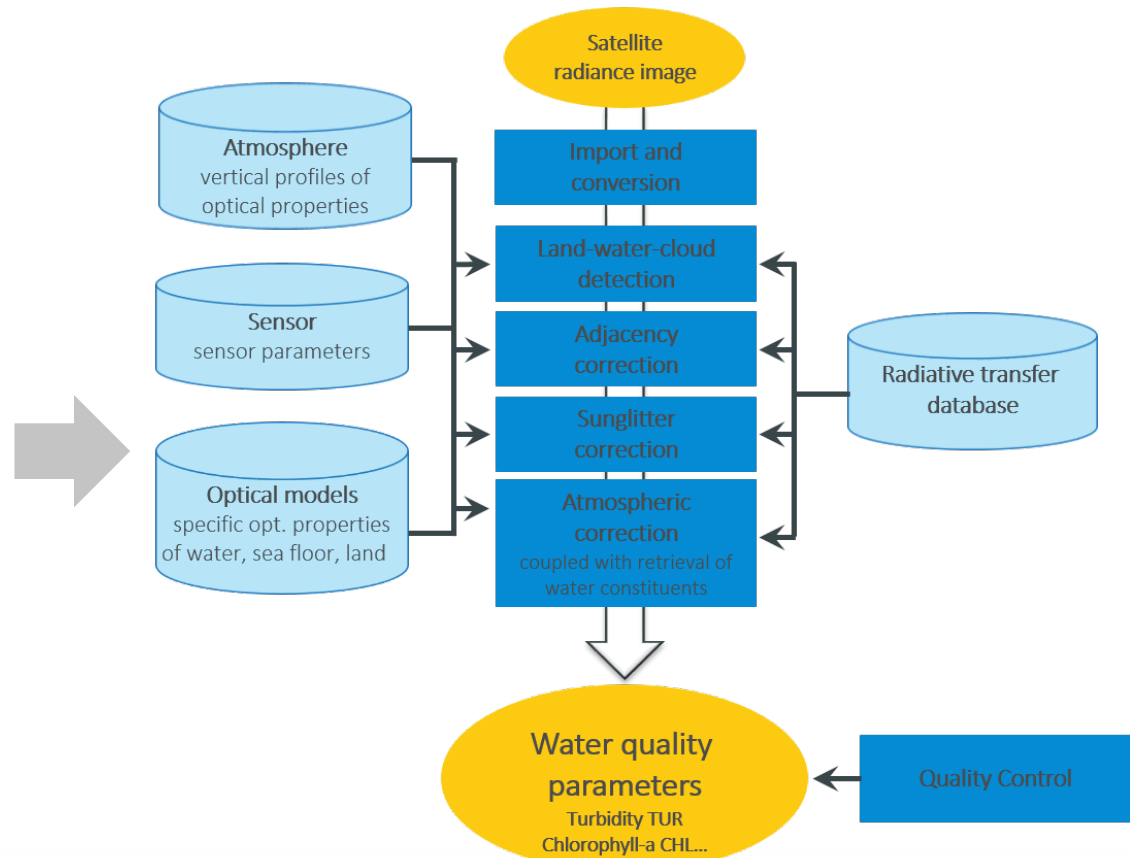 Satellite
radiance image
Import and
conversion
Land-water-cloud
detection
Adjacency
correction
Sunglitter
correction
Atmospheric
correction
coupled with retrieval of
water constituents
Atmosphere
vertical profiles of
optical properties
Sensor
sensor parameters
Optical models
specific opt. properties
of water, sea floor, land
Radiative transfer
database
Water quality
parameters
Turbidity TUR
Chlorophyll-a CHL...
Quality Control